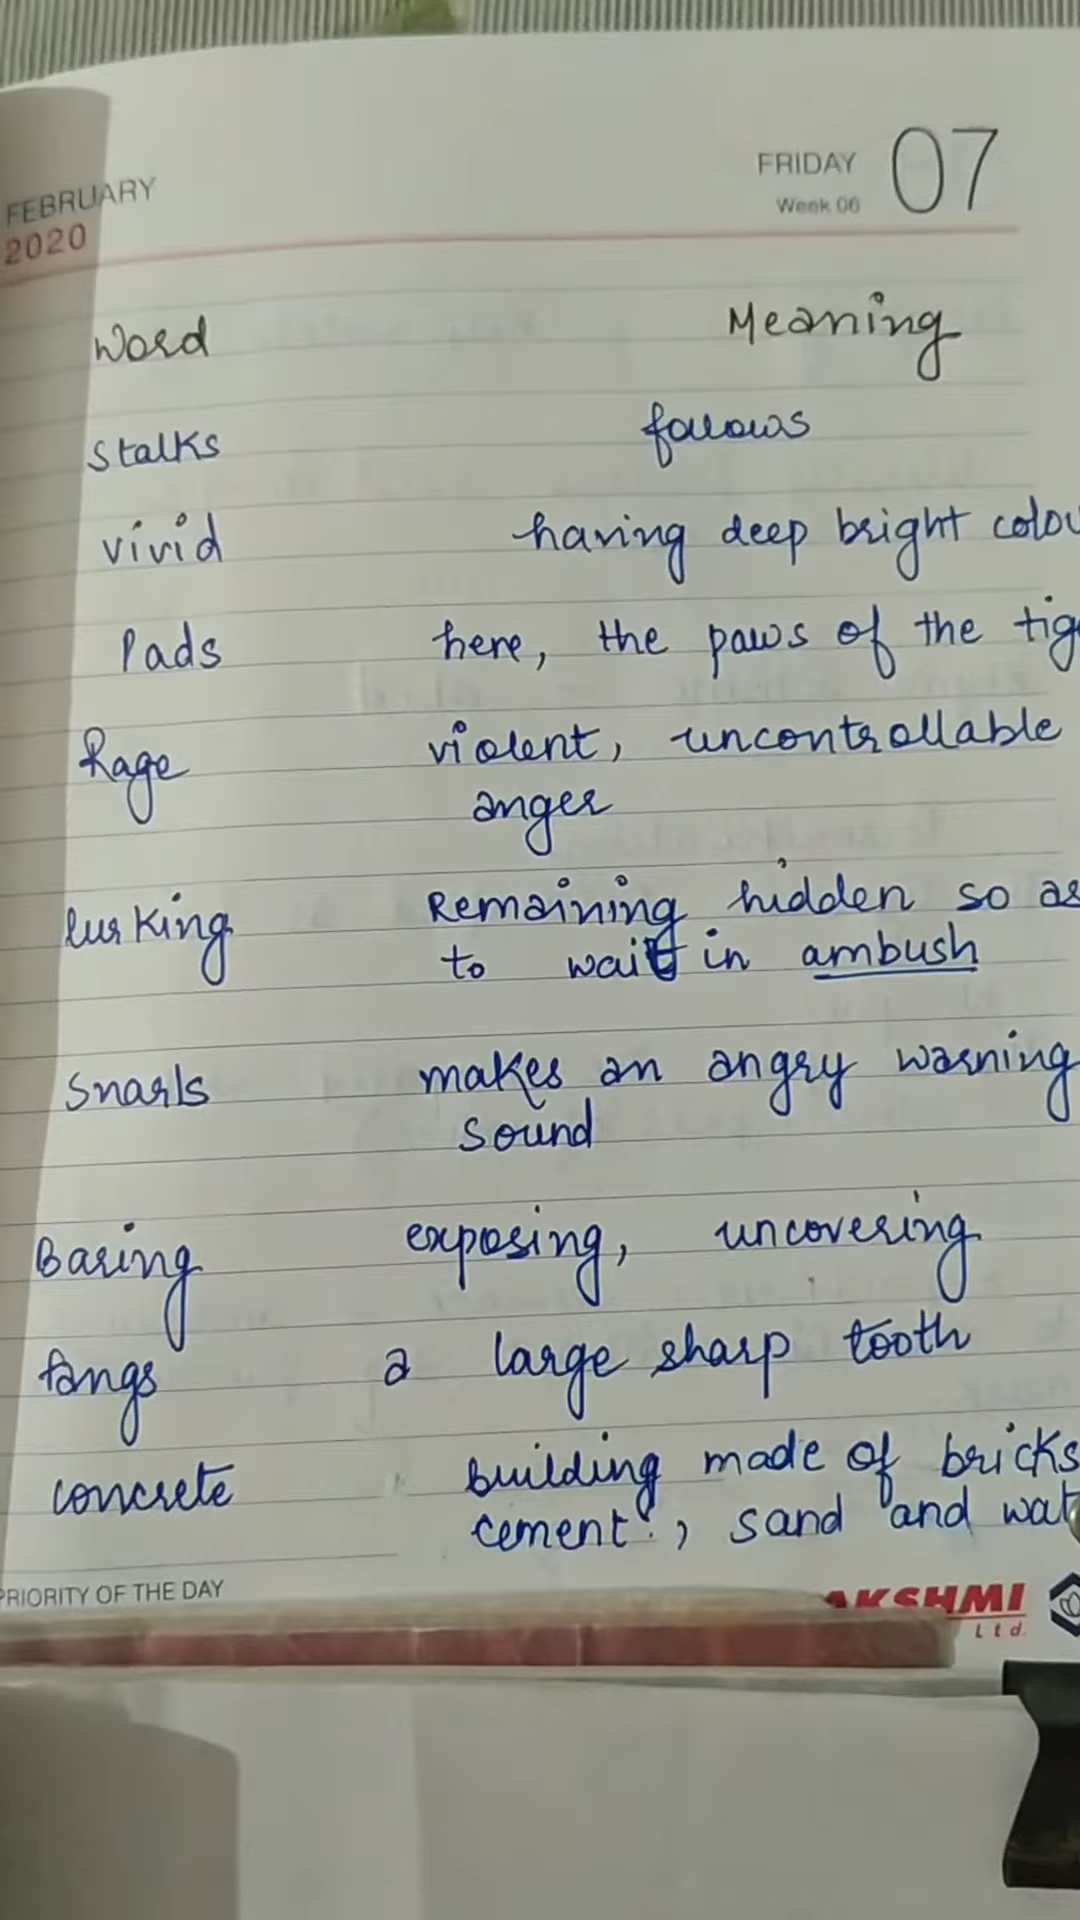 FEBRUARY
2020
FRIDAY 07
Week 06
Word Meaning
Stalks follows
vivid having deep bright colou
Pads here, the paws of the tig
Rage violent, uncontrollable
anger
lurking Remaining hidden so as
to wait in ambush
Snarls makes an angry warning
sound
Baring exposing, uncovering
fangs a large sharp tooth
concrete building made of bricks
cement, sand and wat
PRIORITY OF THE DAY
AKSHMI
Ltd.